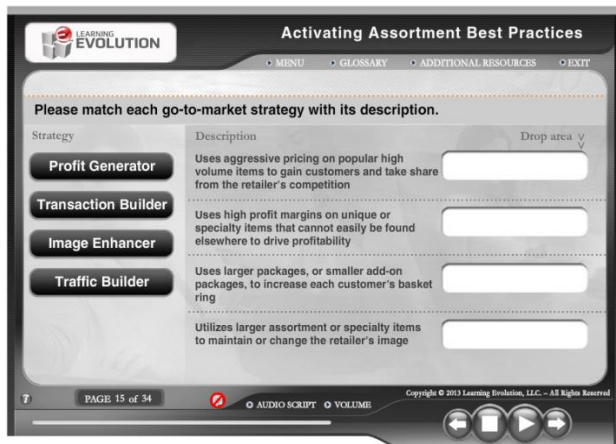 LEARNING
EVOLUTION
Activating Assortment Best Practices
MENU
GLOSSARY
ADDITIONAL RESOURCES
EXIT
Please match each go-to-market strategy with its description.
Strategy
Description
Drop area
Profit Generator
Transaction Builder
Image Enhancer
Traffic Builder
Uses aggressive pricing on popular high
volume items to gain customers and take share
from the retailer's competition
Uses high profit margins on unique or
specialty items that cannot easily be found
elsewhere to drive profitability
Uses larger packages, or smaller add-on
packages, to increase each customer's basket
ring
Utilizes larger assortment or specialty items
to maintain or change the retailer's image
?
PAGE 15 of 34
AUDIO SCRIPT
VOLUME
Copyright © 2013 Learning Evolution, LLC. – All Rights Reserved